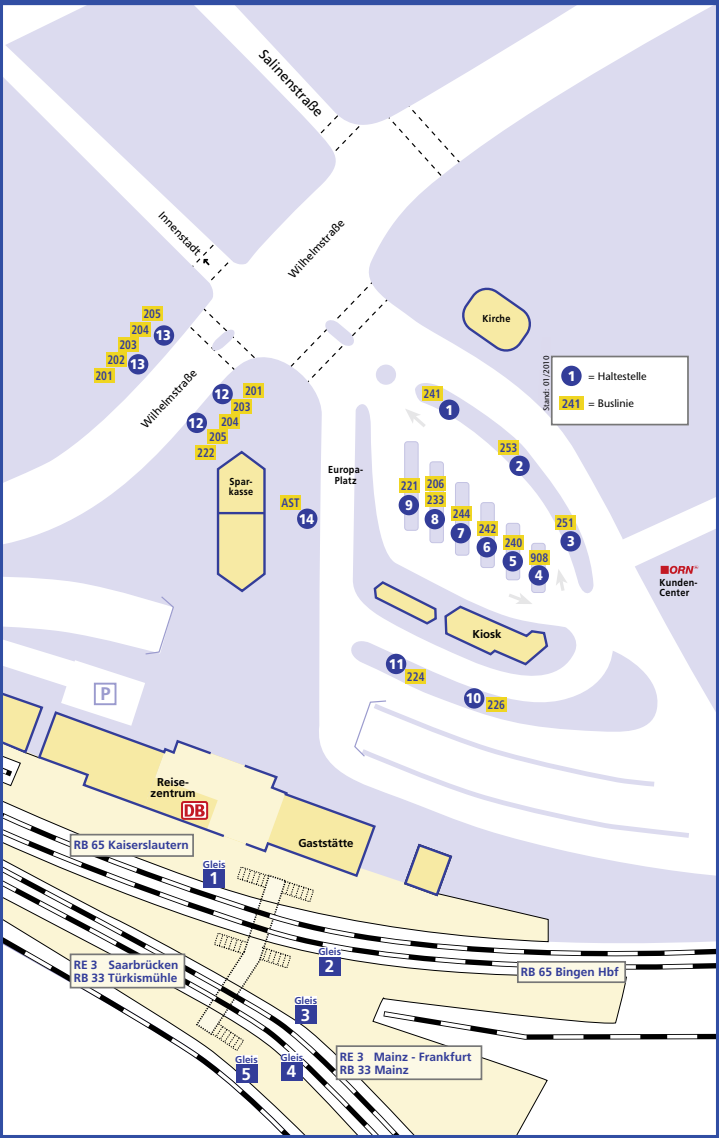 Salinenstraße
Innenstadt
Wilhelmstraße
Kirche
205
204
13
203
202
13
201
Wilhelmstraße
Stand: 01/2010
1 = Haltestelle
241 = Buslinie
12
201
203
12
204
205
222
241
1
253
2
Spar-
kasse
Europa-
Platz
AST
14
221
9
206
233
8
244
7
242
6
240
5
908
4
251
3
ORN
Kunden-
Center
Kiosk
11
224
10
226
P
Reise-
zentrum
DB
Gaststätte
RB 65 Kaiserslautern
Gleis
1
Gleis
2
RE 3 Saarbrücken
RB 33 Türkismühle
RB 65 Bingen Hbf
Gleis
3
Gleis
4
Gleis
5
RE 3 Mainz - Frankfurt
RB 33 Mainz